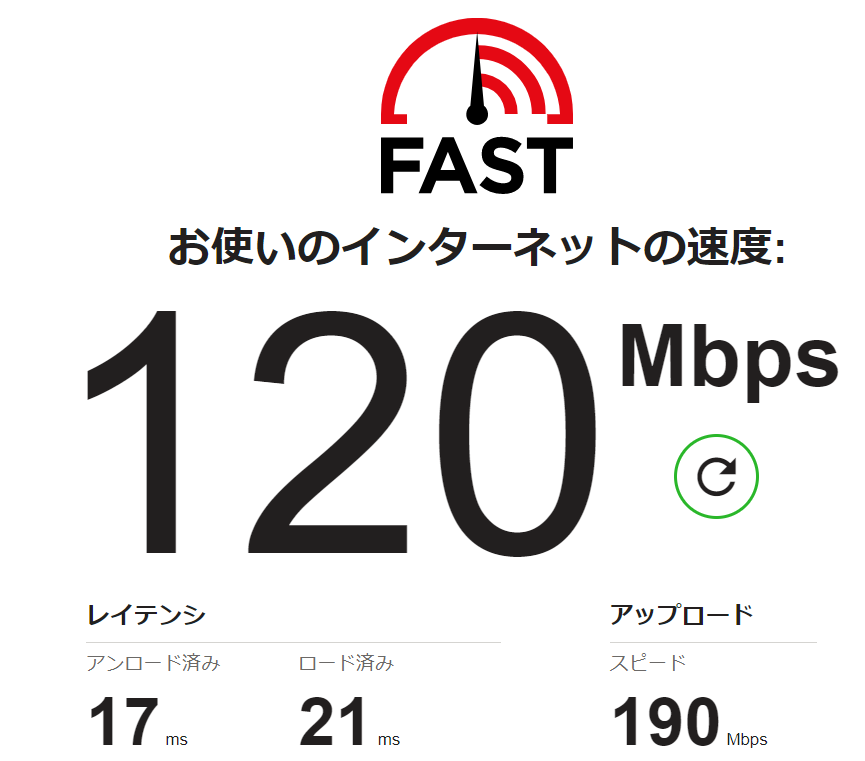 FAST
お使いのインターネットの速度:
120 Mbps
レイテンシ
アンロード済み ロード済み
17 ms 21 ms
アップロード
スピード
190 Mbps